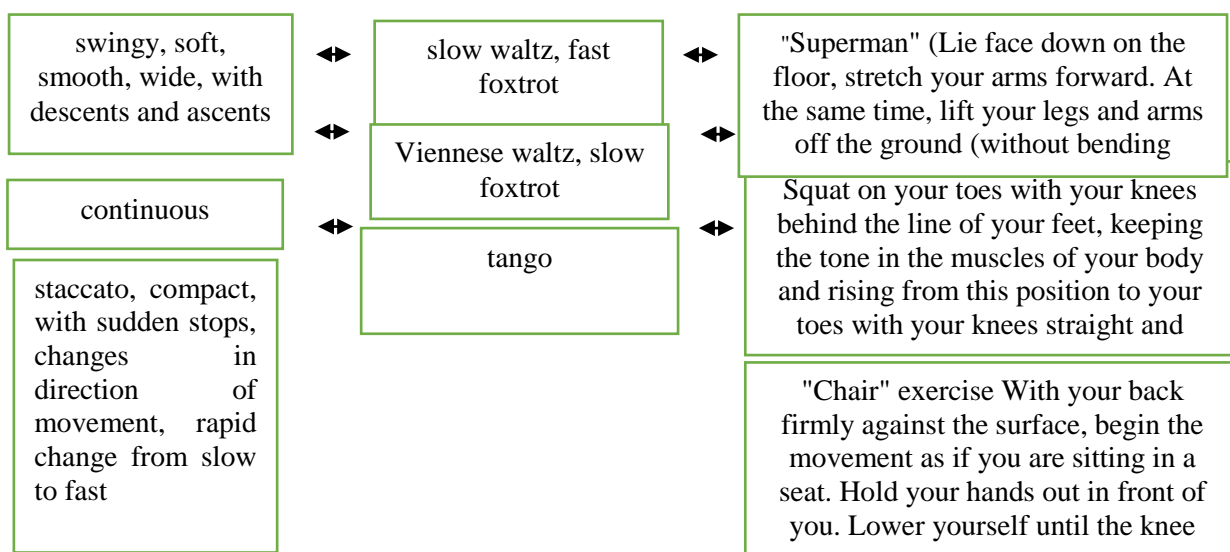 swingy, soft,
smooth, wide, with
descents and ascents
continuous
staccato, compact,
with sudden stops,
changes in
direction of
movement, rapid
change from slow
to fast
slow waltz, fast
foxtrot
Viennese waltz, slow
foxtrot
tango
"Superman" (Lie face down on the
floor, stretch your arms forward. At
the same time, lift your legs and arms
off the ground (without bending
Squat on your toes with your knees
behind the line of your feet, keeping
the tone in the muscles of your body
and rising from this position to your
toes with your knees straight and
"Chair" exercise With your back
firmly against the surface, begin the
movement as if you are sitting in a
seat. Hold your hands out in front of
you. Lower yourself until the knee